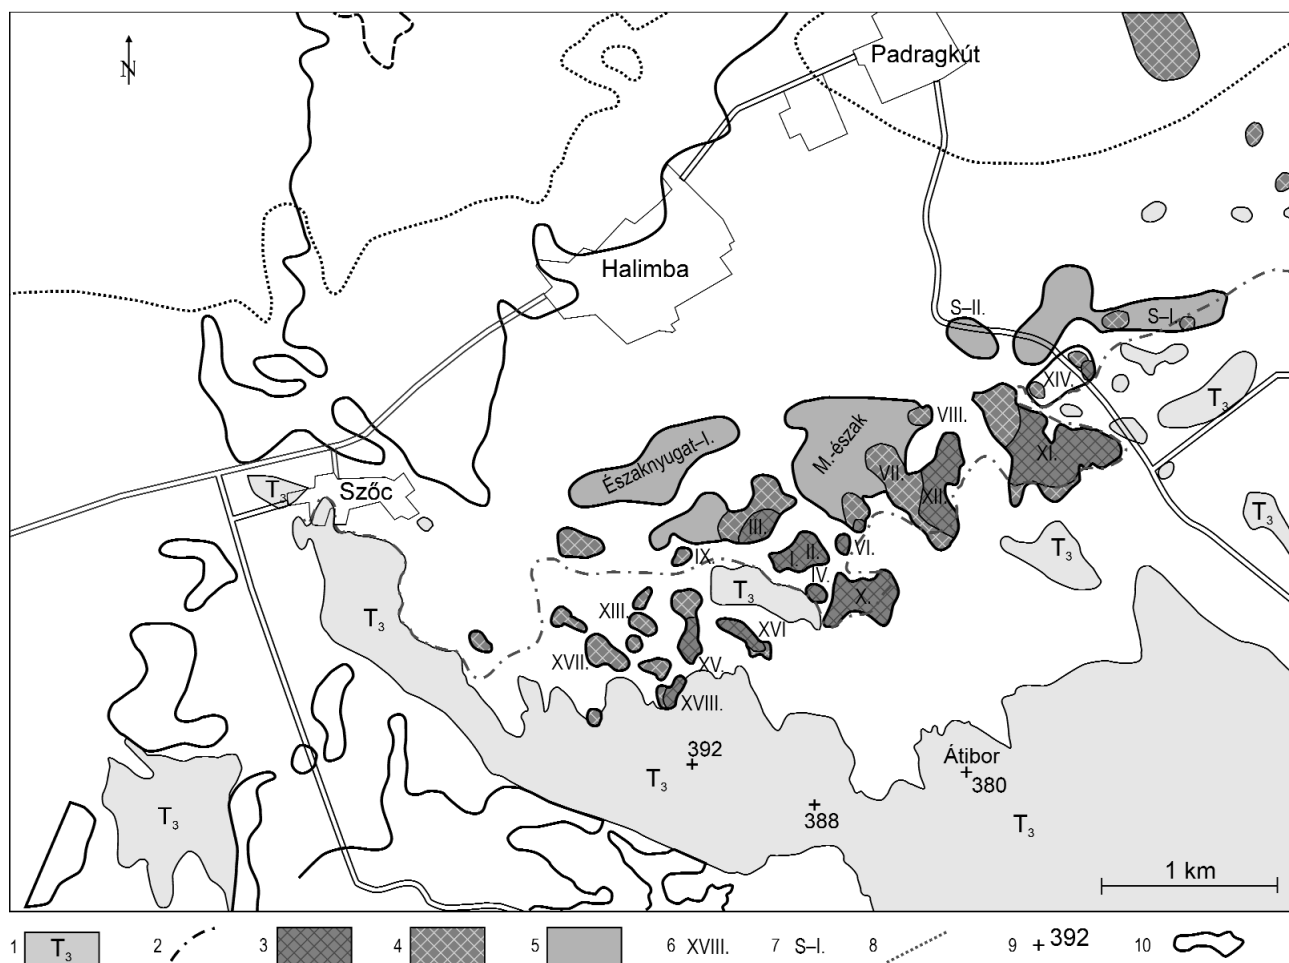 N
Padragkút
Halimba
S–II.
S–I.
XIV.
T₃
VIII.
M.-észak
Északnyugat–I.
VII.
XI.
XII.
T₃
Szőc
III.
T₃
II.
VI.
T₃
IX.
I.
IV.
T₃
X.
XIII.
T₃
XVI
XVII.
XV.
XVIII.
392
Átibor
T₃
380
T₃
388
T₃
1 km
1 T₃ 2 3 4 5 6 XVIII. 7 S–I. 8 9 392 10